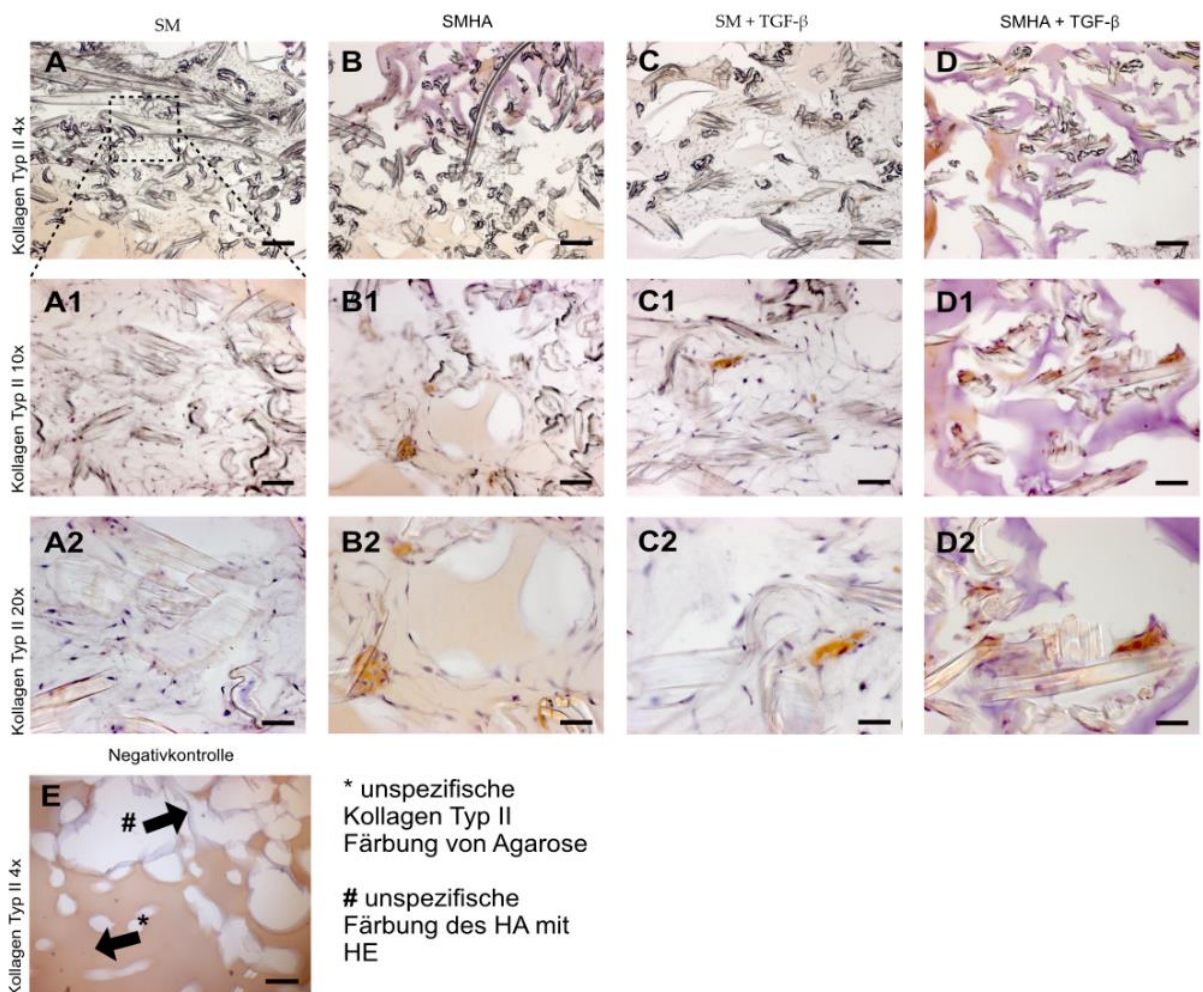 SM
SMHA
SM + TGF-β
SMHA + TGF-β
Kollagen Typ II 4x
A
B
C
D
Kollagen Typ II 10x
A1
B1
C1
D1
Kollagen Typ II 20x
A2
B2
C2
D2
Negativkontrolle
Kollagen Typ II 4x
E
#
*
* unspezifische
Kollagen Typ II
Färbung von Agarose
# unspezifische
Färbung des HA mit
HE